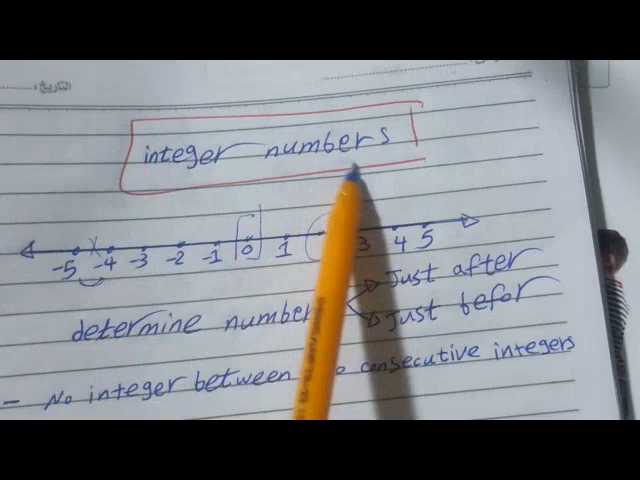 التاريخ:
integer numbers
-5 -4 -3 -2 -1 0 1 3 4 5
Just after
determine number
Just befor
- No integer between consecutive integers